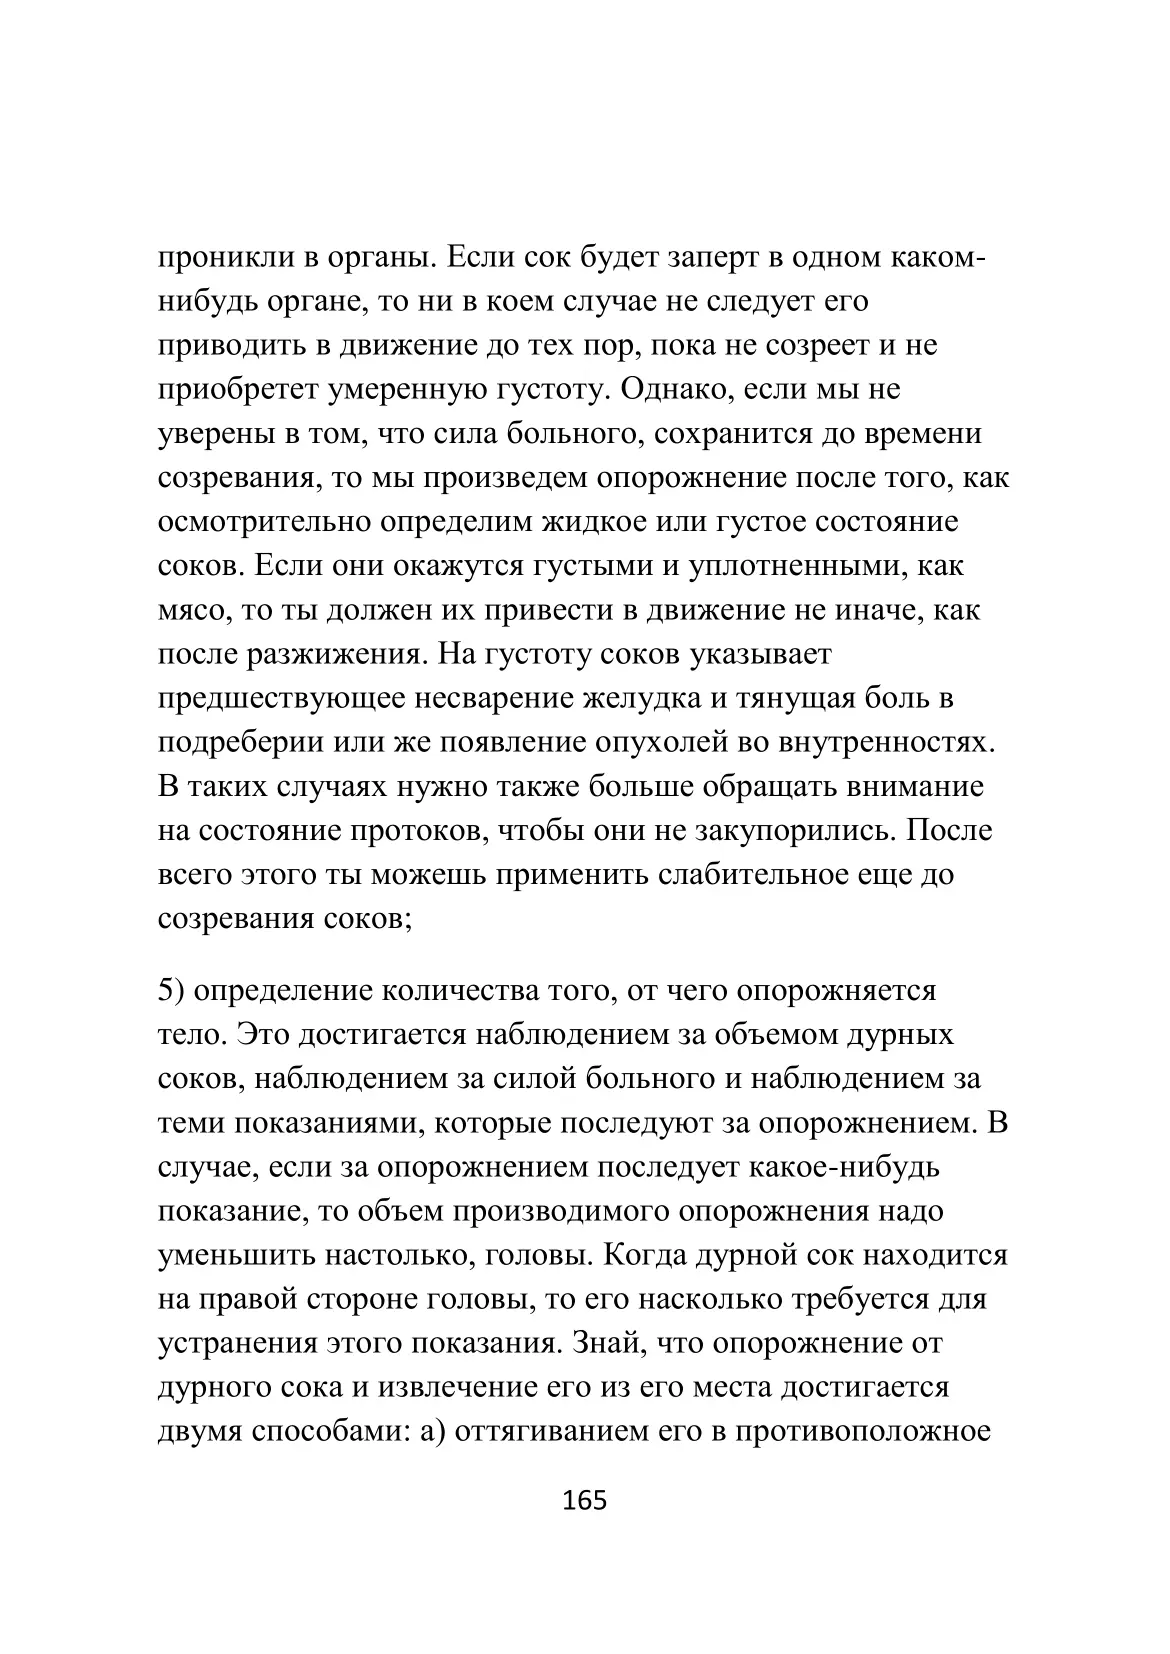 проникли в органы. Если сок будет заперт в одном каком-
нибудь органе, то ни в коем случае не следует его
приводить в движение до тех пор, пока не созреет и не
приобретет умеренную густоту. Однако, если мы не
уверены в том, что сила больного, сохранится до времени
созревания, то мы произведем опорожнение после того, как
осмотрительно определим жидкое или густое состояние
соков. Если они окажутся густыми и уплотненными, как
мясо, то ты должен их привести в движение не иначе, как
после разжижения. На густоту соков указывает
предшествующее несварение желудка и тянущая боль в
подреберии или же появление опухолей во внутренностях.
В таких случаях нужно также больше обращать внимание
на состояние протоков, чтобы они не закупорились. После
всего этого ты можешь применить слабительное еще до
созревания соков;
5) определение количества того, от чего опорожняется
тело. Это достигается наблюдением за объемом дурных
соков, наблюдением за силой больного и наблюдением за
теми показаниями, которые последуют за опорожнением. В
случае, если за опорожнением последует какое-нибудь
показание, то объем производимого опорожнения надо
уменьшить настолько, головы. Когда дурной сок находится
на правой стороне головы, то его насколько требуется для
устранения этого показания. Знай, что опорожнение от
дурного сока и извлечение его из его места достигается
двумя способами: а) оттягиванием его в противоположное
165